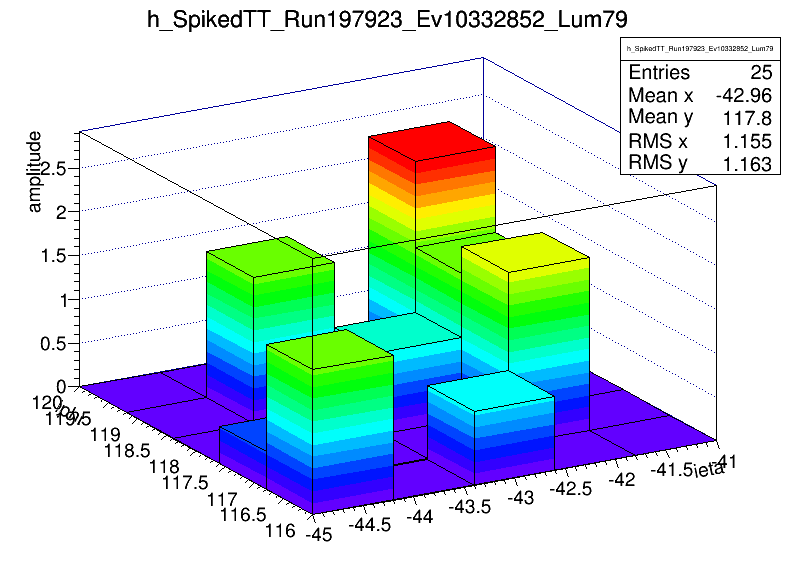 h_SpikedTT_Run197923_Ev10332852_Lum79
h_SpikedTT_Run197923_Ev10332852_Lum79
Entries 25
Mean x -42.96
Mean y 117.8
RMS x 1.155
RMS y 1.163
amplitude
2.5
2
1.5
1
0.5
0
120
119.5
119
118.5
118
117.5
117
116.5
116
-45
-44.5
-44
-43.5
-43
-42.5
-42
-41.5
-41
ieta